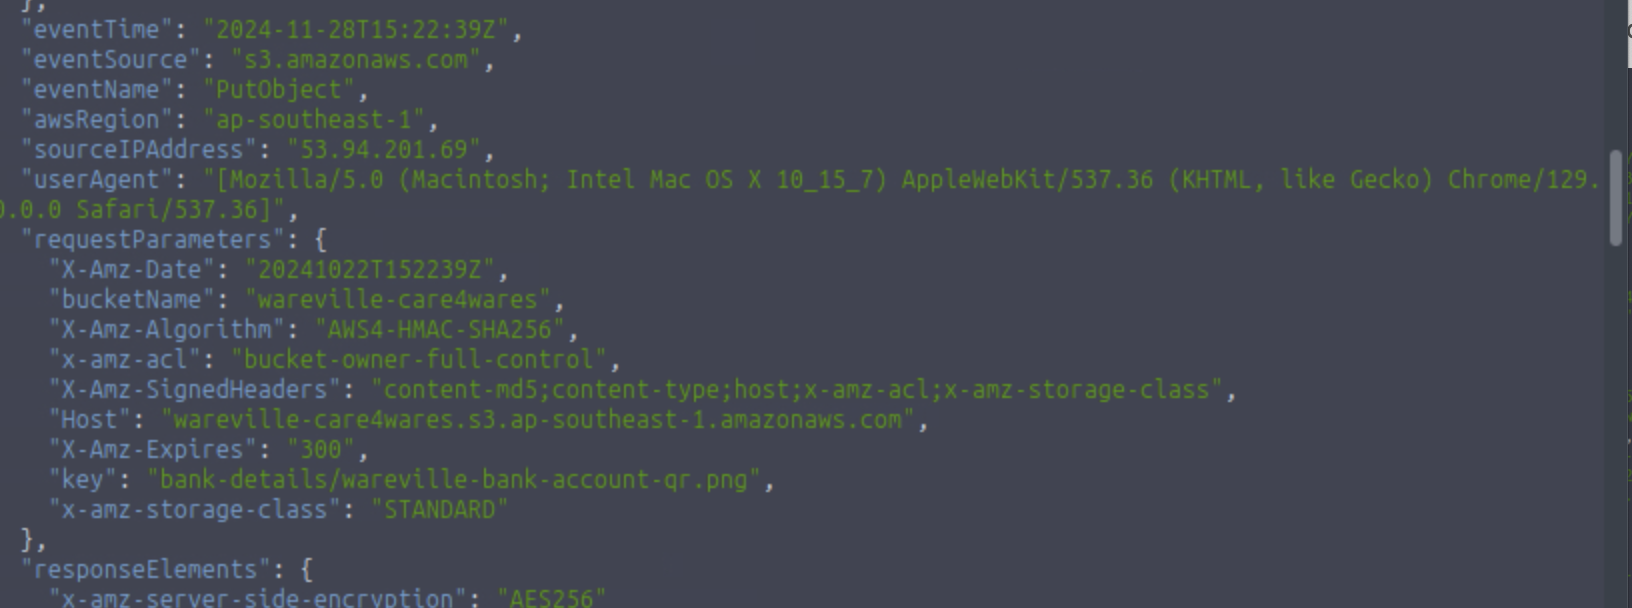 },
"eventTime": "2024-11-28T15:22:39Z",
"eventSource": "s3.amazonaws.com",
"eventName": "PutObject",
"awsRegion": "ap-southeast-1",
"sourceIPAddress": "53.94.201.69",
"userAgent": "[Mozilla/5.0 (Macintosh; Intel Mac OS X 10_15_7) AppleWebKit/537.36 (KHTML, like Gecko) Chrome/129.
0.0.0 Safari/537.36]",
"requestParameters": {
"X-Amz-Date": "20241022T152239Z",
"bucketName": "wareville-care4wares",
"X-Amz-Algorithm": "AWS4-HMAC-SHA256",
"x-amz-acl": "bucket-owner-full-control",
"X-Amz-SignedHeaders": "content-md5;content-type;host;x-amz-acl;x-amz-storage-class",
"Host": "wareville-care4wares.s3.ap-southeast-1.amazonaws.com",
"X-Amz-Expires": "300",
"key": "bank-details/wareville-bank-account-qr.png",
"x-amz-storage-class": "STANDARD"
},
"responseElements": {
"x-amz-server-side-encryption": "AES256"